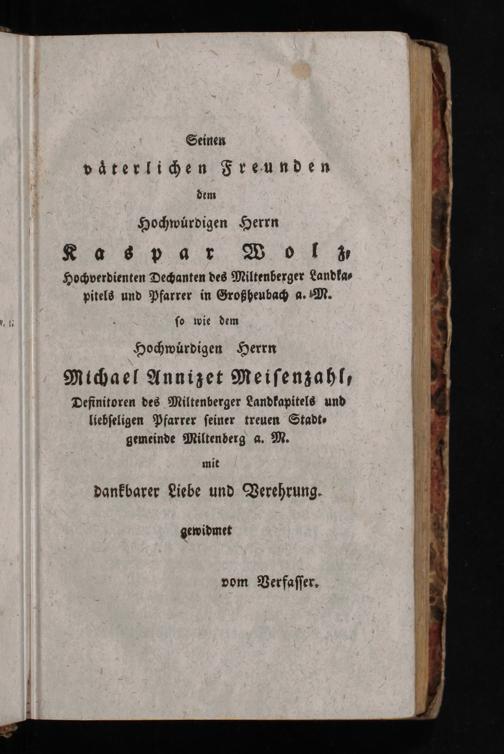 Seinen
väterlichen Freunden
dem
Hochwürdigen Herrn
Kaspar Wolz,
Hochverdienten Dechanten des Miltenberger Landka-
pitels und Pfarrer in Großheubach a. M.
so wie dem
Hochwürdigen Herrn
Michael Annizet Meisenzahl,
Definitoren des Miltenberger Landkapitels und
liebseligen Pfarrer seiner treuen Stadt-
gemeinde Miltenberg a. M.
mit
dankbarer Liebe und Verehrung.
gewidmet
vom Verfasser.